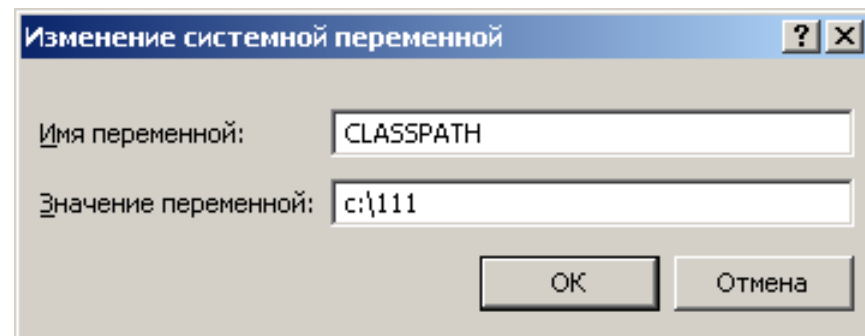 Изменение системной переменной
Имя переменной: CLASSPATH
Значение переменной: c:\111
ОК Отмена